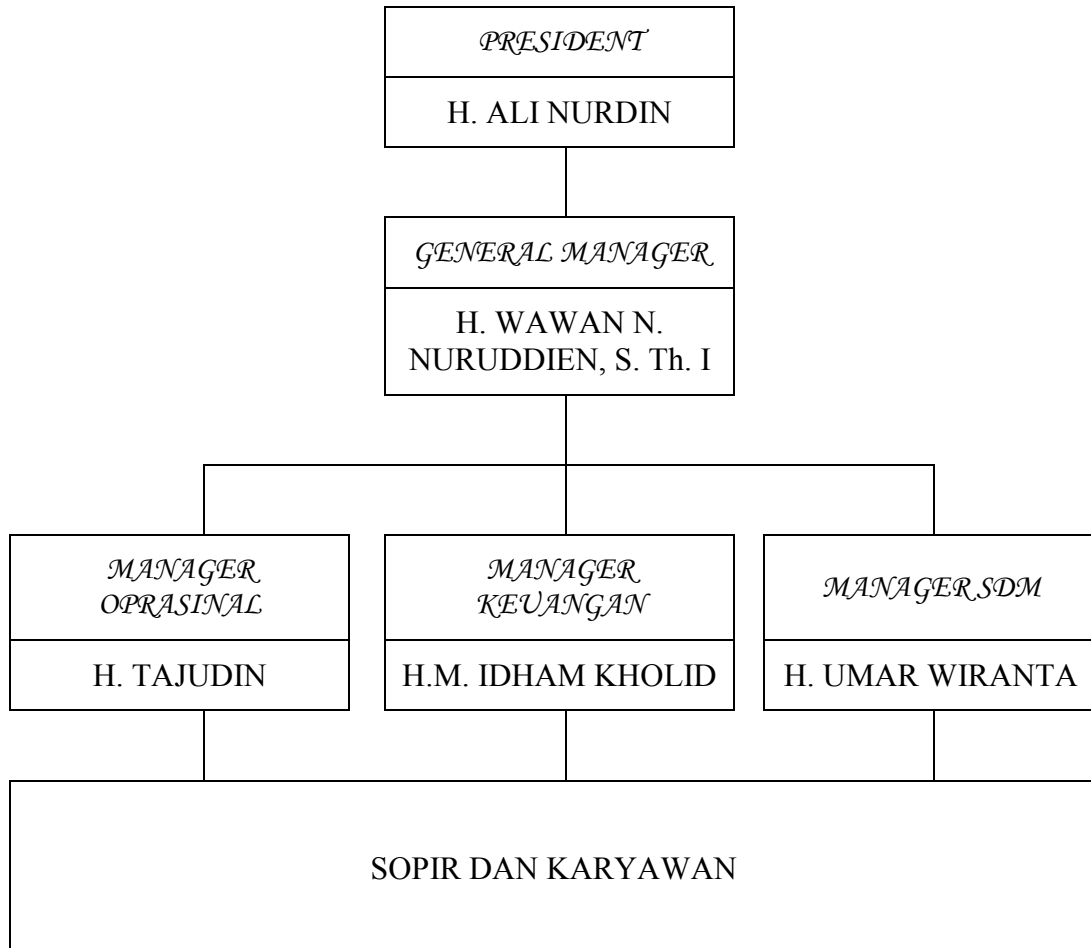 PRESIDENT
H. ALI NURDIN
GENERAL MANAGER
H. WAWAN N.
NURUDDIEN, S. Th. I
MANAGER
OPRASINAL
H. TAJUDIN
MANAGER
KEUANGAN
H.M. IDHAM KHOLID
MANAGER SDM
H. UMAR WIRANTA
SOPIR DAN KARYAWAN